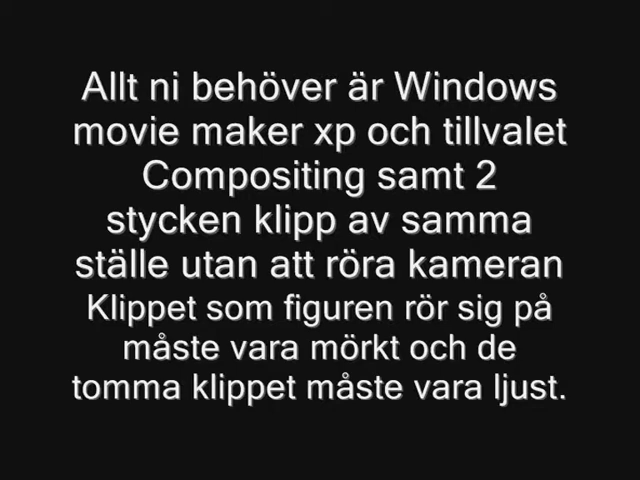 Allt ni behöver är Windows
movie maker xp och tillvalet
Compositing samt 2
stycken klipp av samma
ställe utan att röra kameran
Klippet som figuren rör sig på
måste vara mörkt och de
tomma klippet måste vara ljust.